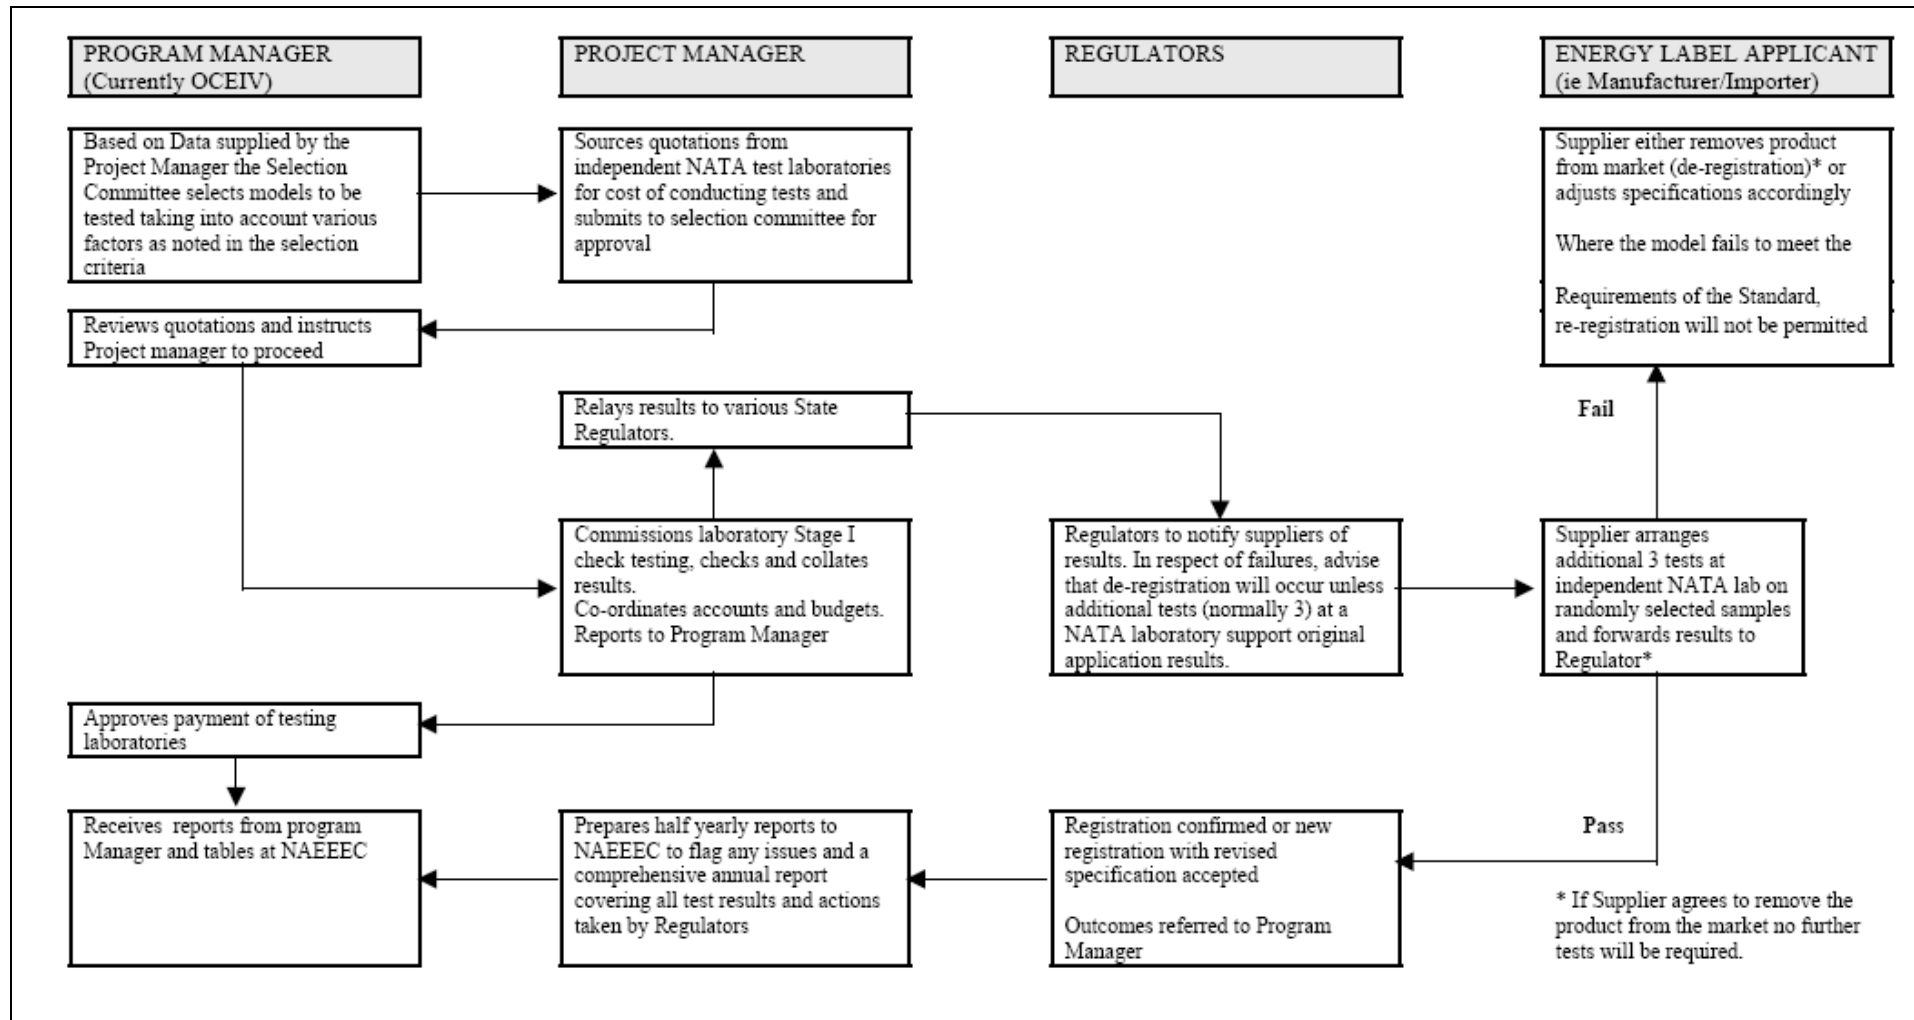 PROGRAM MANAGER
(Currently OCEIV)
PROJECT MANAGER
REGULATORS
ENERGY LABEL APPLICANT
(ie Manufacturer/Importer)
Based on Data supplied by the
Project Manager the Selection
Committee selects models to be
tested taking into account various
factors as noted in the selection
criteria
Sources quotations from
independent NATA test laboratories
for cost of conducting tests and
submits to selection committee for
approval
Supplier either removes product
from market (de-registration)* or
adjusts specifications accordingly
Where the model fails to meet the
Requirements of the Standard,
re-registration will not be permitted
Reviews quotations and instructs
Project manager to proceed
Relays results to various State
Regulators.
Fail
Commissions laboratory Stage I
check testing, checks and collates
results.
Co-ordinates accounts and budgets.
Reports to Program Manager
Regulators to notify suppliers of
results. In respect of failures, advise
that de-registration will occur unless
additional tests (normally 3) at a
NATA laboratory support original
application results.
Supplier arranges
additional 3 tests at
independent NATA lab on
randomly selected samples
and forwards results to
Regulator*
Approves payment of testing
laboratories
Receives reports from program
Manager and tables at NAEEEC
Prepares half yearly reports to
NAEEEC to flag any issues and a
comprehensive annual report
covering all test results and actions
taken by Regulators
Registration confirmed or new
registration with revised
specification accepted
Outcomes referred to Program
Manager
Pass
* If Supplier agrees to remove the
product from the market no further
tests will be required.